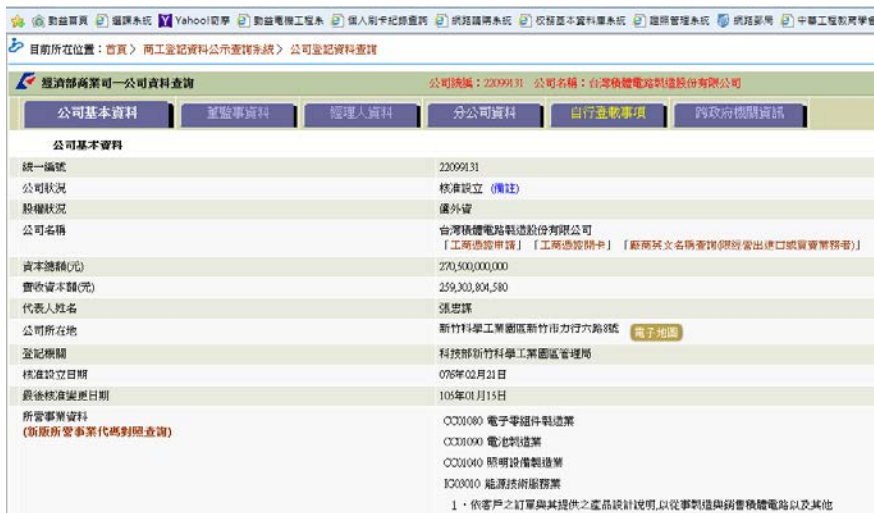 動益首頁 選課系統 Yahoo!奇摩 動益電機工程系 個人刷卡紀錄查詢 網路請購系統 校務基本資料庫系統 證照管理系統 網路郵局 中華工程教育學會
目前所在位置：首頁〉商工登記資料公示查詢系統〉公司登記資料查詢
經濟部商業司—公司資料查詢 公司統編：22099131 公司名稱：台灣積體電路製造股份有限公司
公司基本資料 董監事資料 經理人資料 分公司資料 自行登載事項 跨政府機關資訊
公司基本資料
統一編號 22099131
公司狀況 核准設立 (備註)
股權狀況 僑外資
公司名稱 台灣積體電路製造股份有限公司
「工商憑證申請」「工商憑證開卡」「廠商英文名稱查詢(限經營出進口或買賣業務者)」
資本總額(元) 270,500,000,000
實收資本額(元) 259,303,804,580
代表人姓名 張忠謀
公司所在地 新竹科學工業園區新竹市力行六路8號 電子地圖
登記機關 科技部新竹科學工業園區管理局
核准設立日期 076年02月21日
最後核准變更日期 105年01月15日
所營事業資料 CC01080 電子零組件製造業
(新版所營事業代碼對照查詢) CC01090 電池製造業
CC01040 照明設備製造業
IG03010 能源技術服務業
1．依客戶之訂單與其提供之產品設計說明,以從事製造與銷售積體電路以及其他